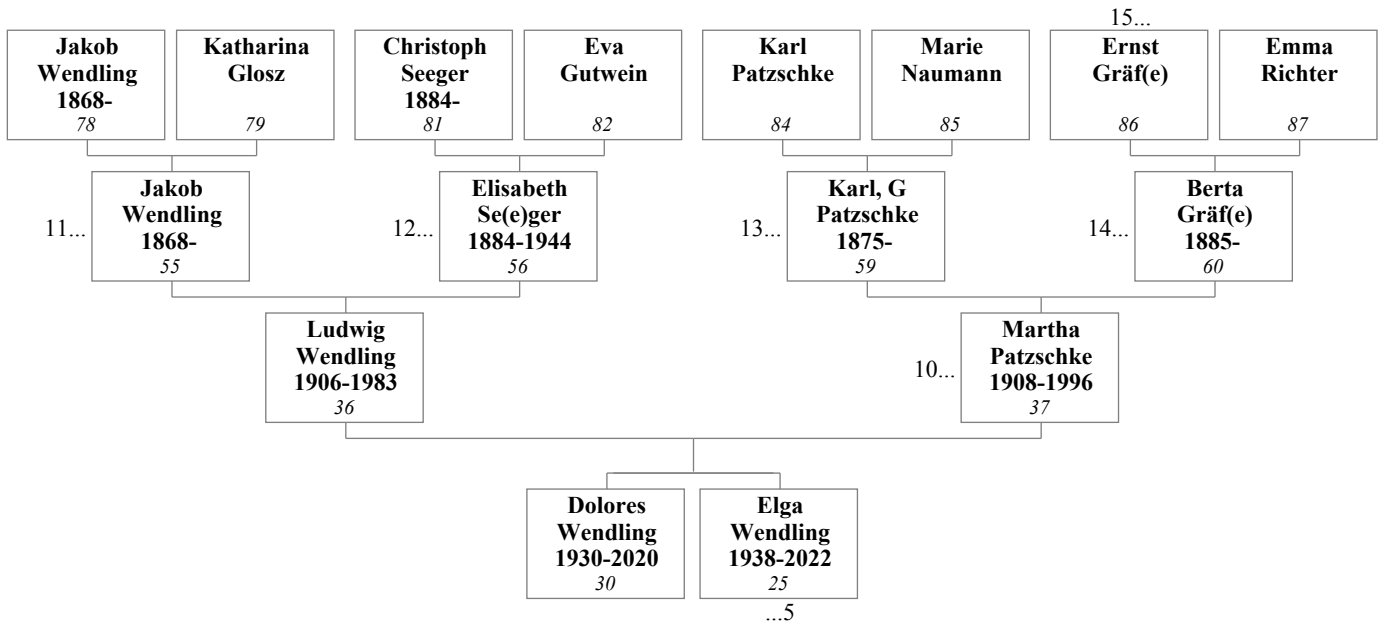 15...
Jakob
Wendling
1868-
78
Katharina
Glosz
79
Christoph
Seeger
1884-
81
Eva
Gutwein
82
Karl
Patzschke
84
Marie
Naumann
85
Ernst
Gräf(e)
86
Emma
Richter
87
11...
Jakob
Wendling
1868-
55
12...
Elisabeth
Se(e)ger
1884-1944
56
13...
Karl, G
Patzschke
1875-
59
14...
Berta
Gräf(e)
1885-
60
Ludwig
Wendling
1906-1983
36
10...
Martha
Patzschke
1908-1996
37
Dolores
Wendling
1930-2020
30
Elga
Wendling
1938-2022
25
...5